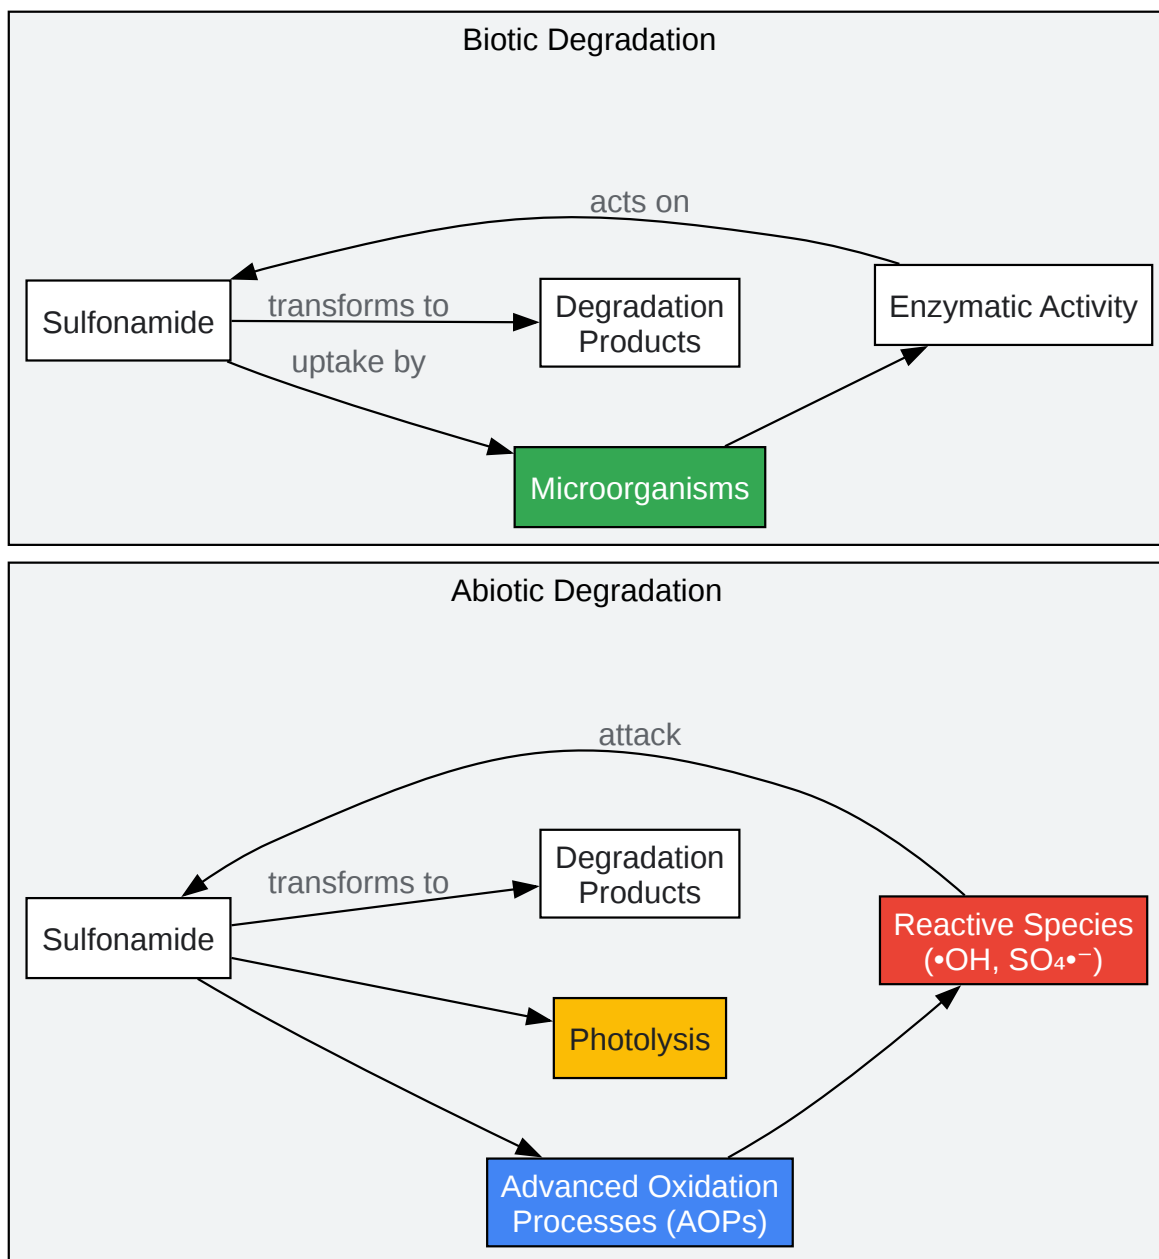 Biotic Degradation
acts on
Sulfonamide
transforms to
Degradation
Products
Enzymatic Activity
uptake by
Microorganisms
Abiotic Degradation
attack
Sulfonamide
transforms to
Degradation
Products
Reactive Species
(•OH, SO₄•⁻)
Photolysis
Advanced Oxidation
Processes (AOPs)